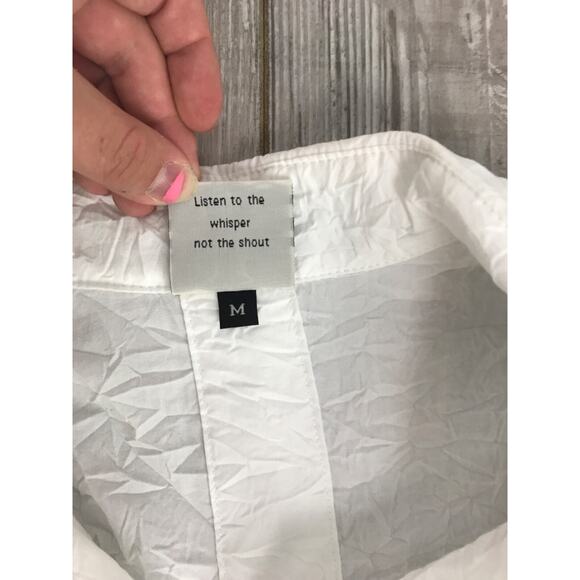 Listen to the
whisper
not the shout
M